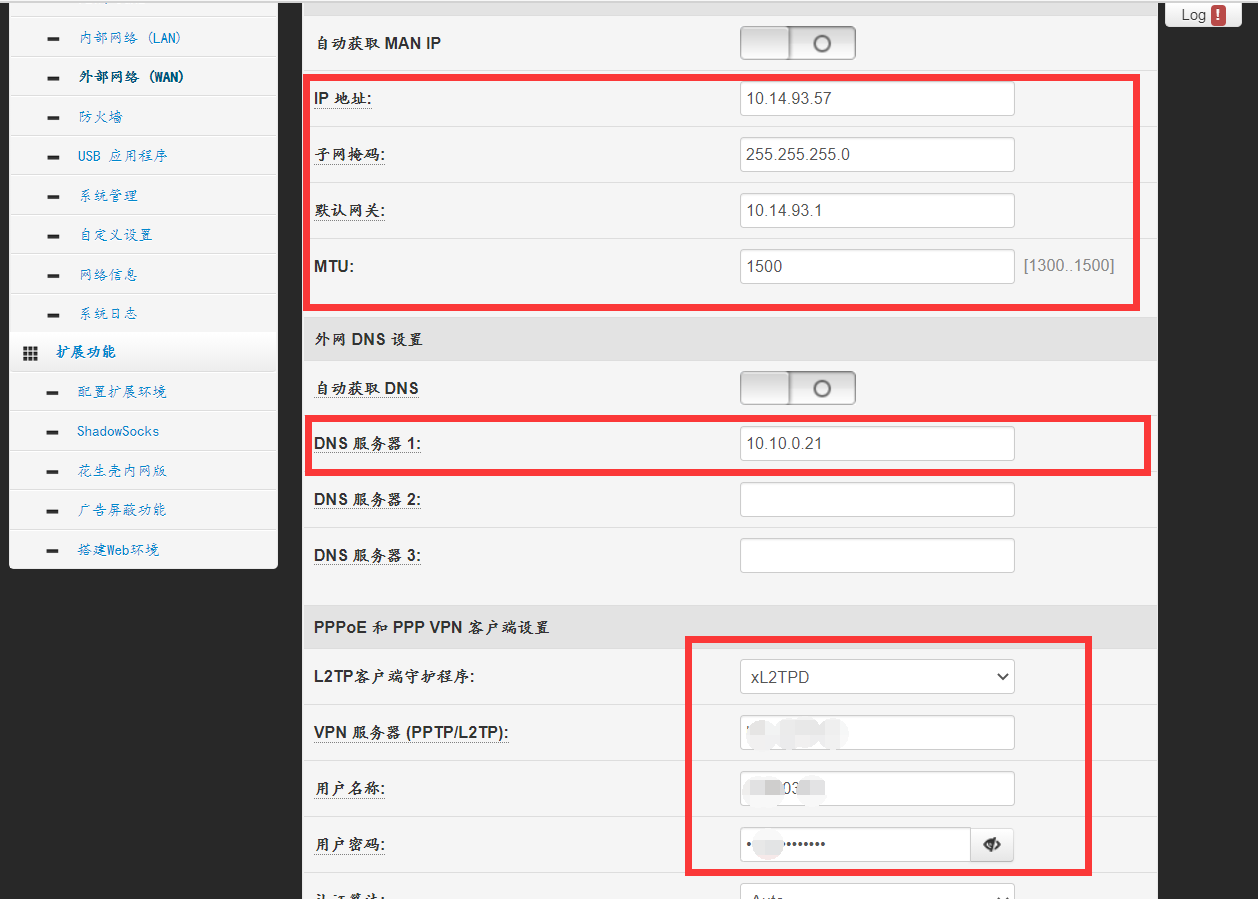 Log !
内部网络 (LAN)
外部网络 (WAN)
防火墙
USB 应用程序
系统管理
自定义设置
网络信息
系统日志
扩展功能
配置扩展环境
ShadowSocks
花生壳内网版
广告屏蔽功能
搭建Web环境
自动获取 MAN IP
IP 地址: 10.14.93.57
子网掩码: 255.255.255.0
默认网关: 10.14.93.1
MTU: 1500 [1300..1500]
外网 DNS 设置
自动获取 DNS
DNS 服务器 1: 10.10.0.21
DNS 服务器 2:
DNS 服务器 3:
PPPoE 和 PPP VPN 客户端设置
L2TP客户端守护程序: xL2TPD
VPN 服务器 (PPTP/L2TP):
用户名称: 03
用户密码: